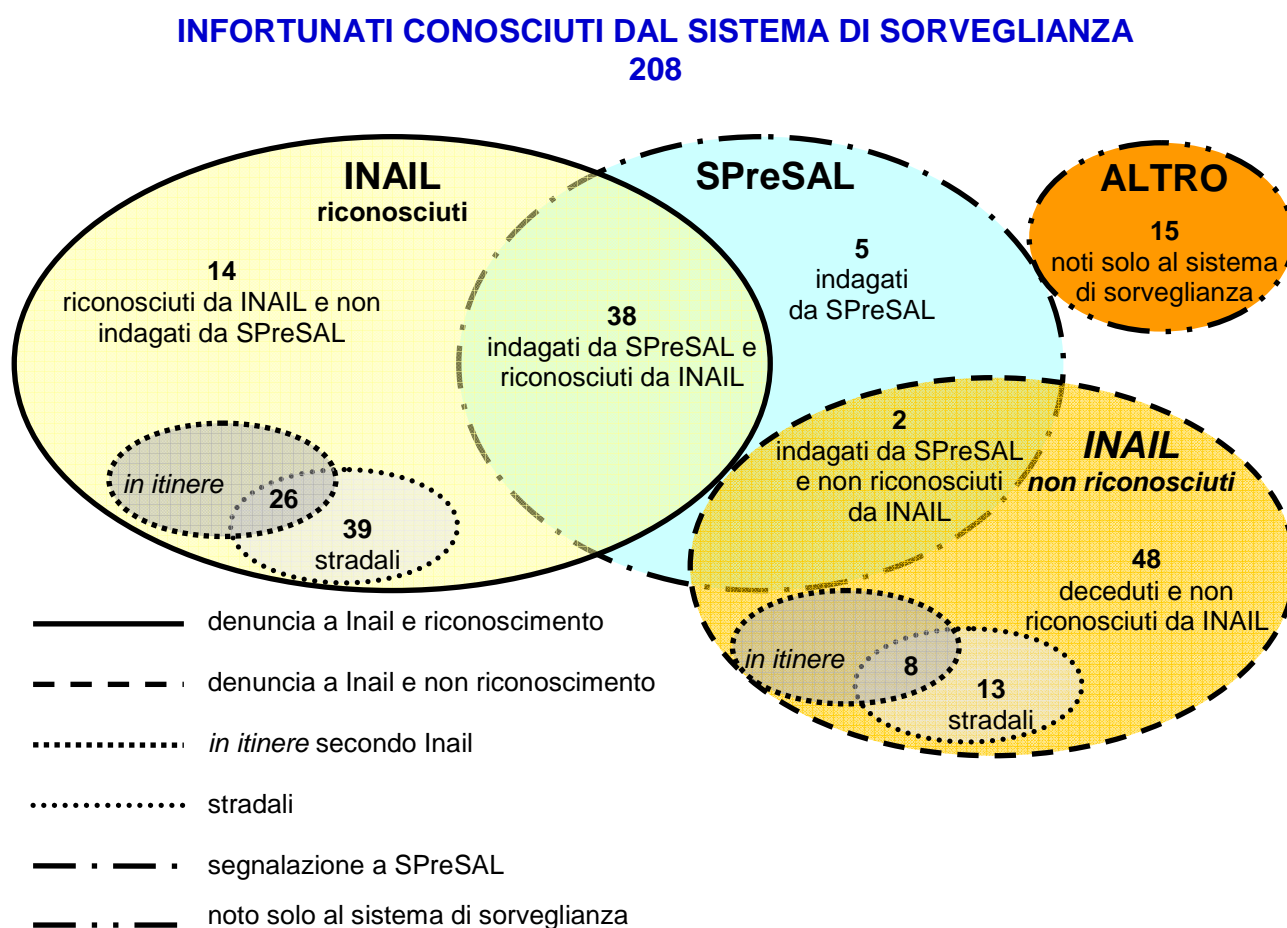 INFORTUNATI CONOSCIUTI DAL SISTEMA DI SORVEGLIANZA
208
INAIL
riconosciuti
14
riconosciuti da INAIL e non
indagati da SPreSAL
38
indagati da SPreSAL e
riconosciuti da INAIL
SPreSAL
5
indagati
da SPreSAL
ALTRO
15
noti solo al sistema
di sorveglianza
in itinere
26
39
stradali
2
indagati da SPreSAL
e non riconosciuti
da INAIL
INAIL
non riconosciuti
48
deceduti e non
riconosciuti da INAIL
in itinere
8
13
stradali
denuncia a Inail e riconoscimento
denuncia a Inail e non riconoscimento
in itinere secondo Inail
stradali
segnalazione a SPreSAL
noto solo al sistema di sorveglianza